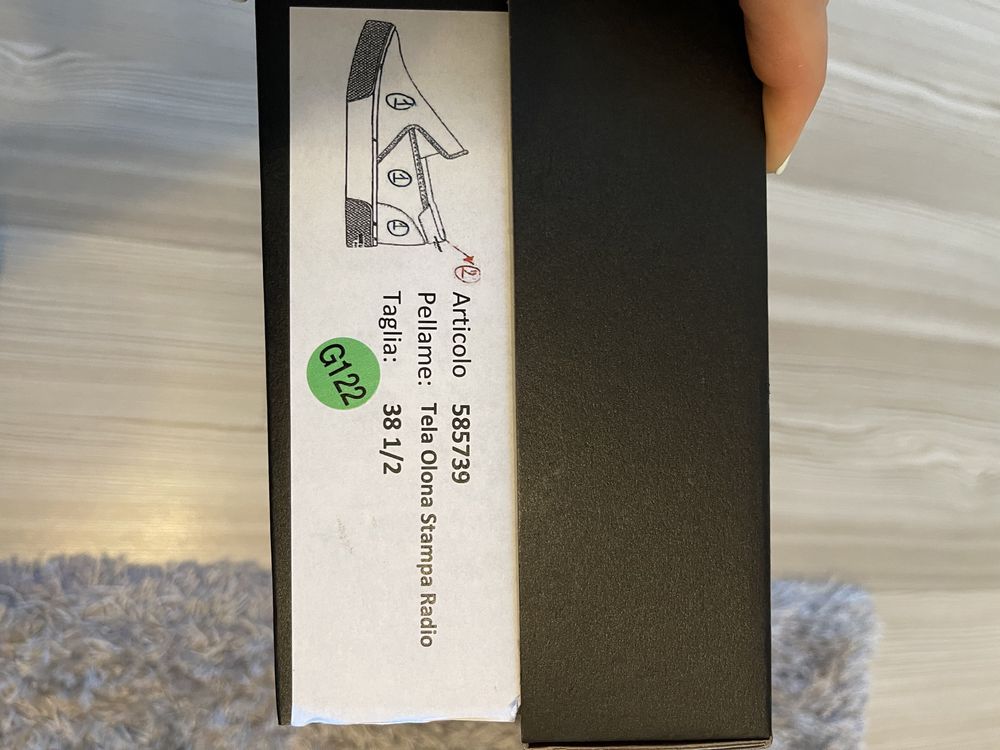 1
1
1
2
Articolo 585739
Pellame: Tela Olona Stampa Radio
Taglia: 38 1/2
G122